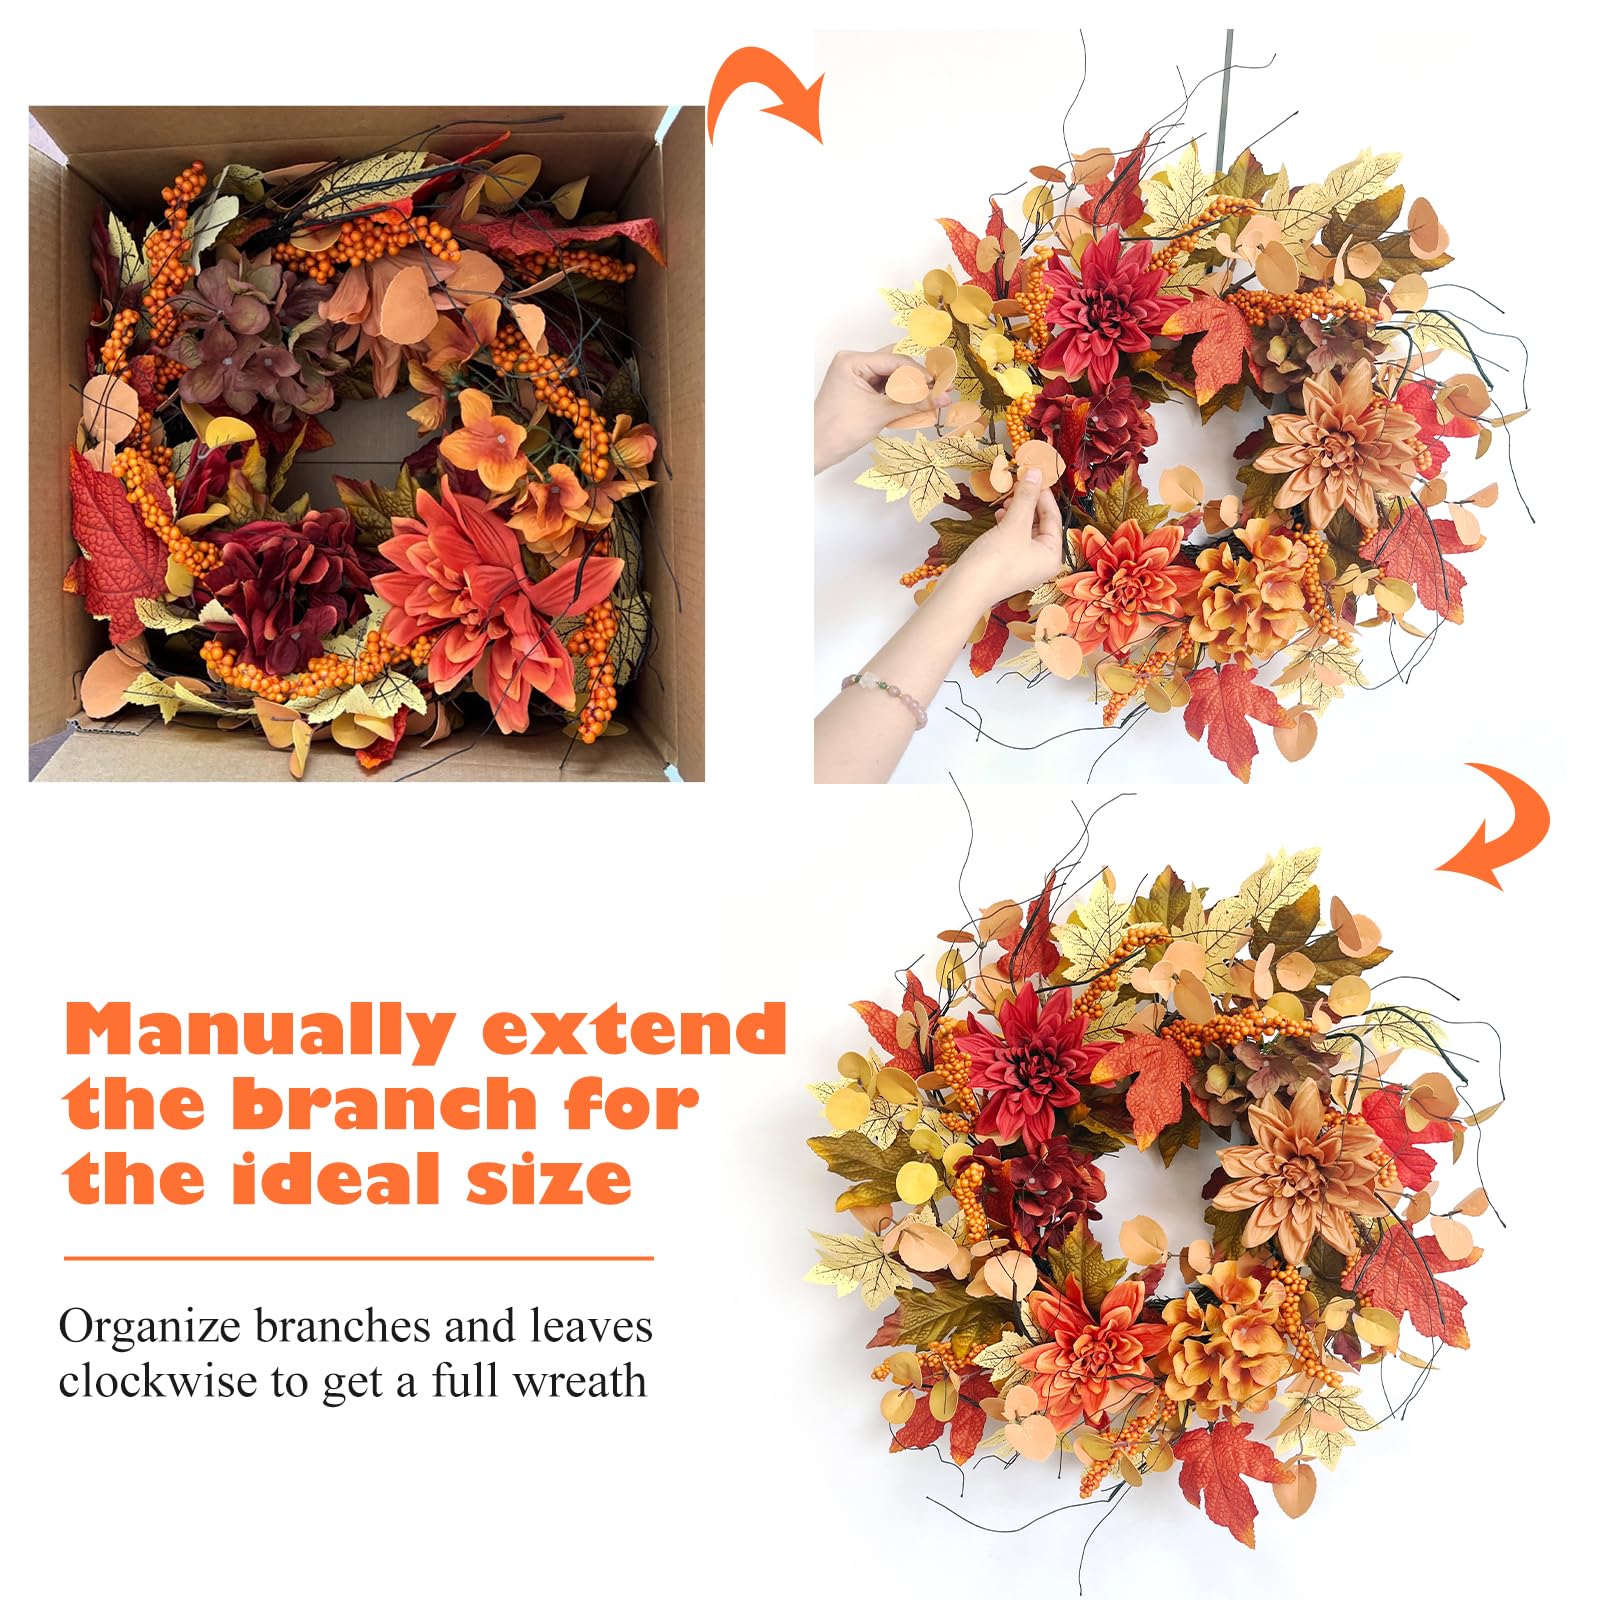 Manually extend
the branch for
the ideal size
Organize branches and leaves
clockwise to get a full wreath